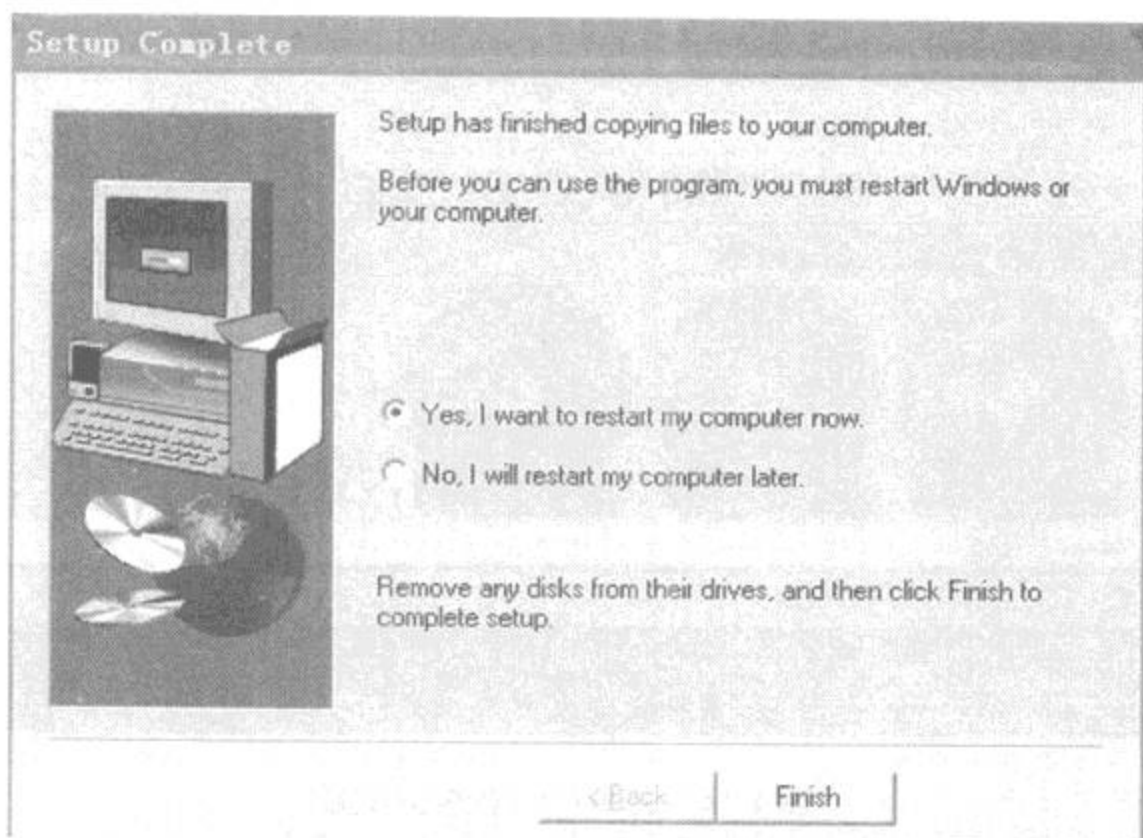 Setup Complete
Setup has finished copying files to your computer.
Before you can use the program, you must restart Windows or
your computer.
Yes, I want to restart my computer now.
No, I will restart my computer later.
Remove any disks from their drives, and then click Finish to
complete setup.
< Back
Finish